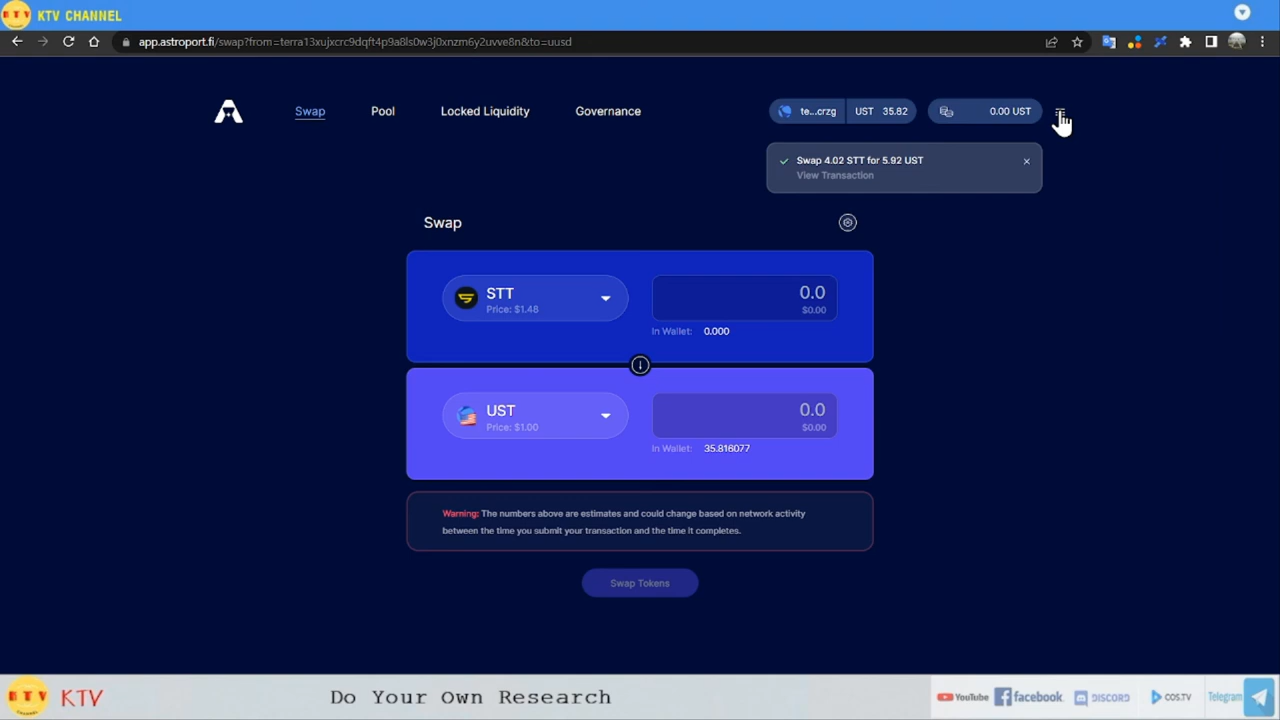 KTV CHANNEL
app.astroport.fi/swap?from=terra13xujxcrc9dqft4p9a8ls0w3j0xnzm6y2uvve8n&to=uusd
Swap
Pool
Locked Liquidity
Governance
te...crzg
UST 35.82
0.00 UST
Swap 4.02 STT for 5.92 UST
View Transaction
Swap
STT
Price: $1.48
0.0
$0.00
In Wallet: 0.000
UST
Price: $1.00
0.0
$0.00
In Wallet: 35.816077
Warning: The numbers above are estimates and could change based on network activity
between the time you submit your transaction and the time it completes.
Swap Tokens
KTV
CHANNEL
KTV
Do Your Own Research
YouTube
facebook.
DISCORD
COS.TV
Telegram